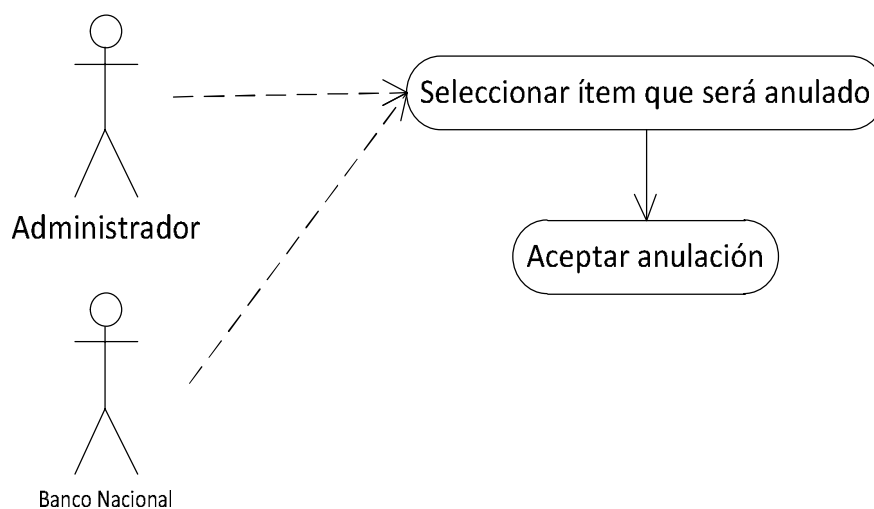 Seleccionar ítem que será anulado
Administrador
Aceptar anulación
Banco Nacional